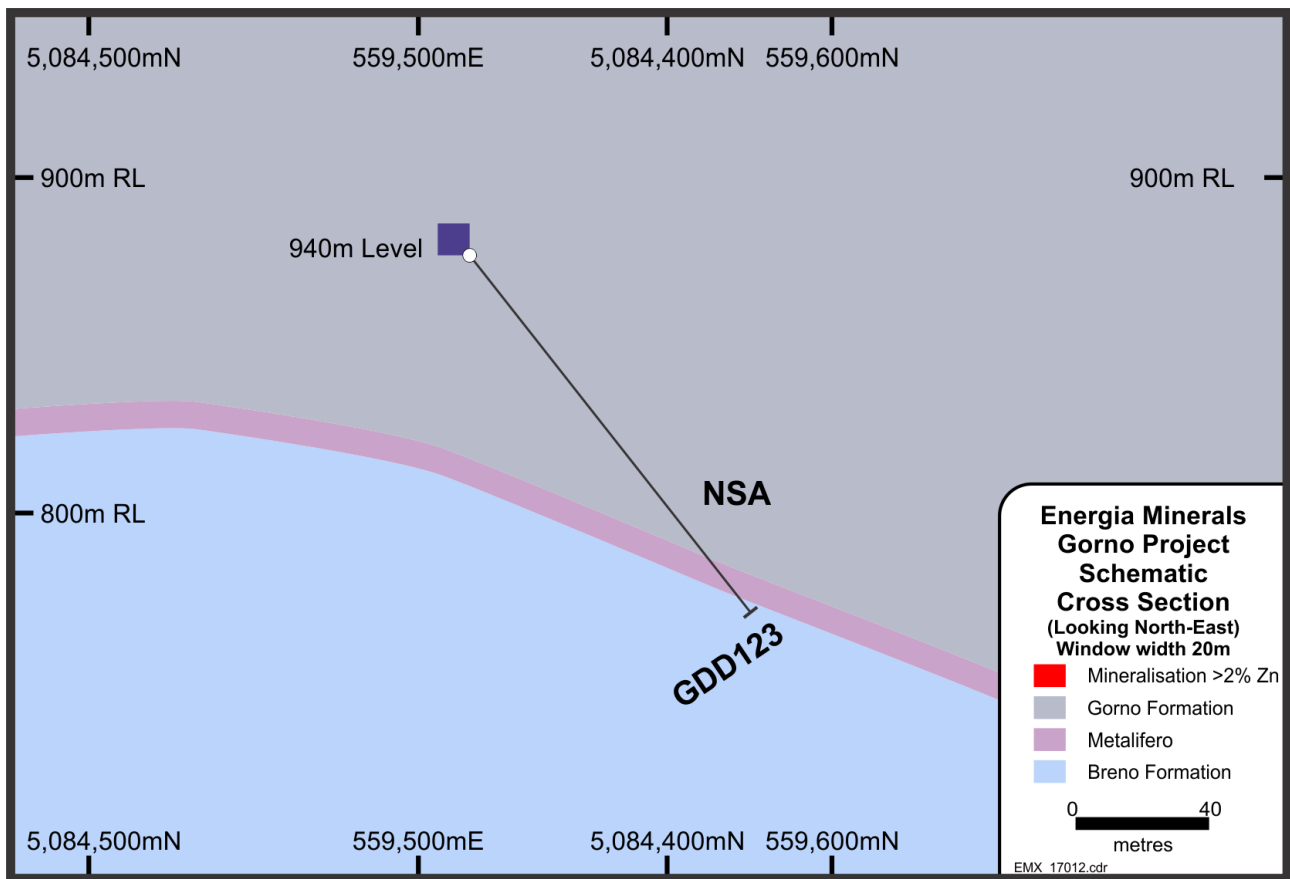 5,084,500mN 559,500mE 5,084,400mN 559,600mN
900m RL 900m RL
940m Level
800m RL
NSA
GDD123
Energia Minerals
Gorno Project
Schematic
Cross Section
(Looking North-East)
Window width 20m
Mineralisation >2% Zn
Gorno Formation
Metalifero
Breno Formation
0 40
metres
EMX_17012.cdr
5,084,500mN 559,500mE 5,084,400mN 559,600mN